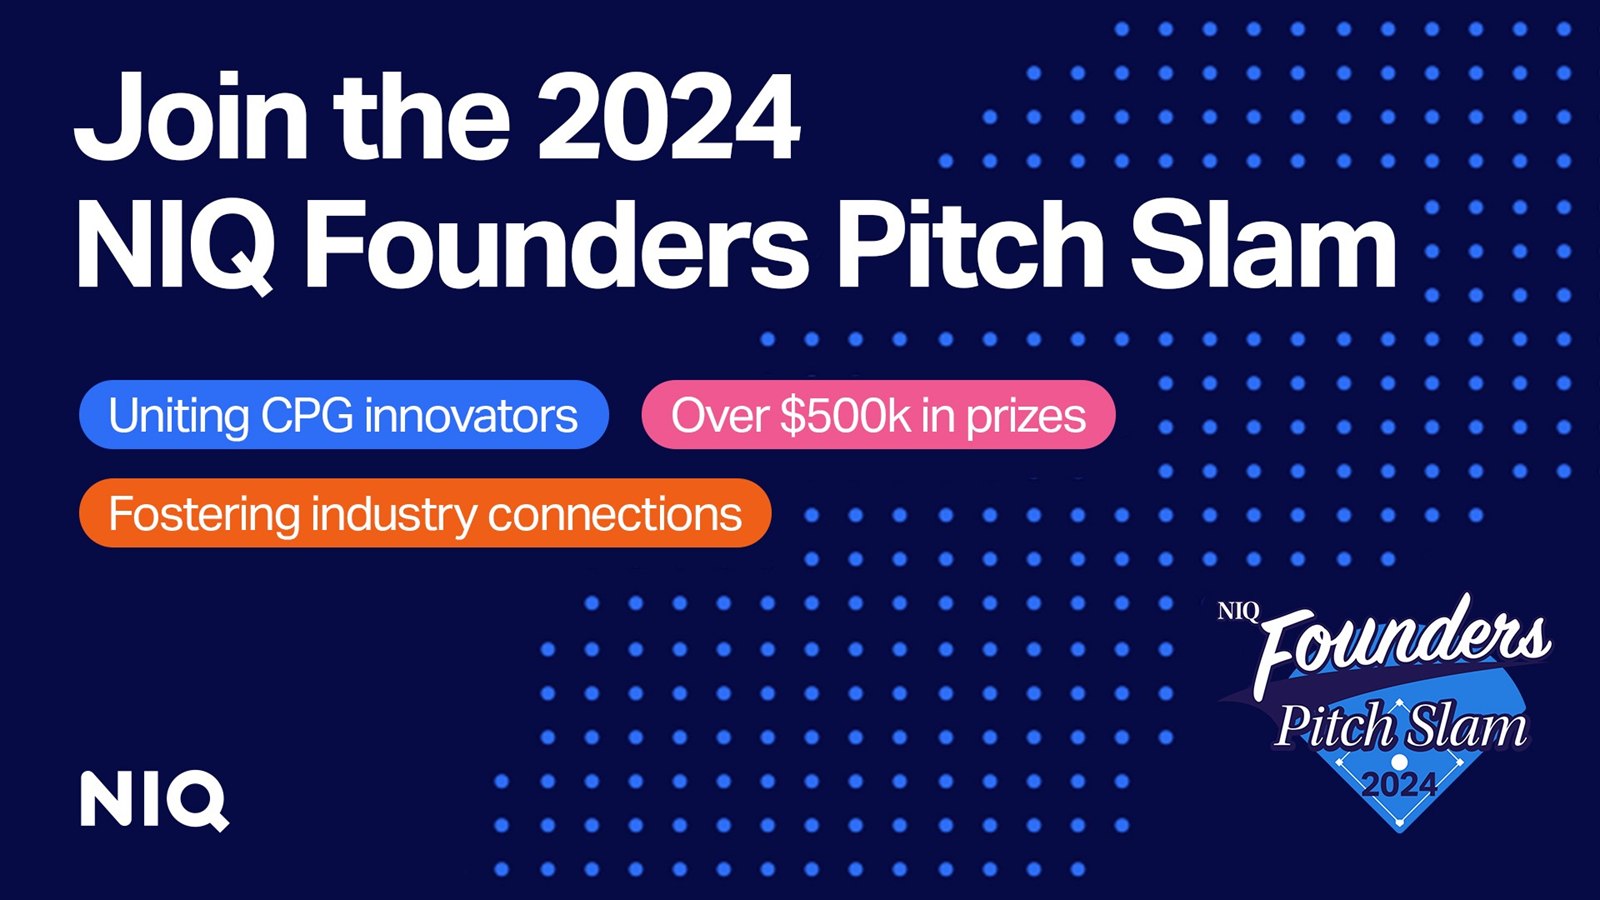 Join the 2024
NIQ Founders Pitch Slam
Uniting CPG innovators
Over $500k in prizes
Fostering industry connections
NIQ
Founders
Pitch Slam
2024
NIQ